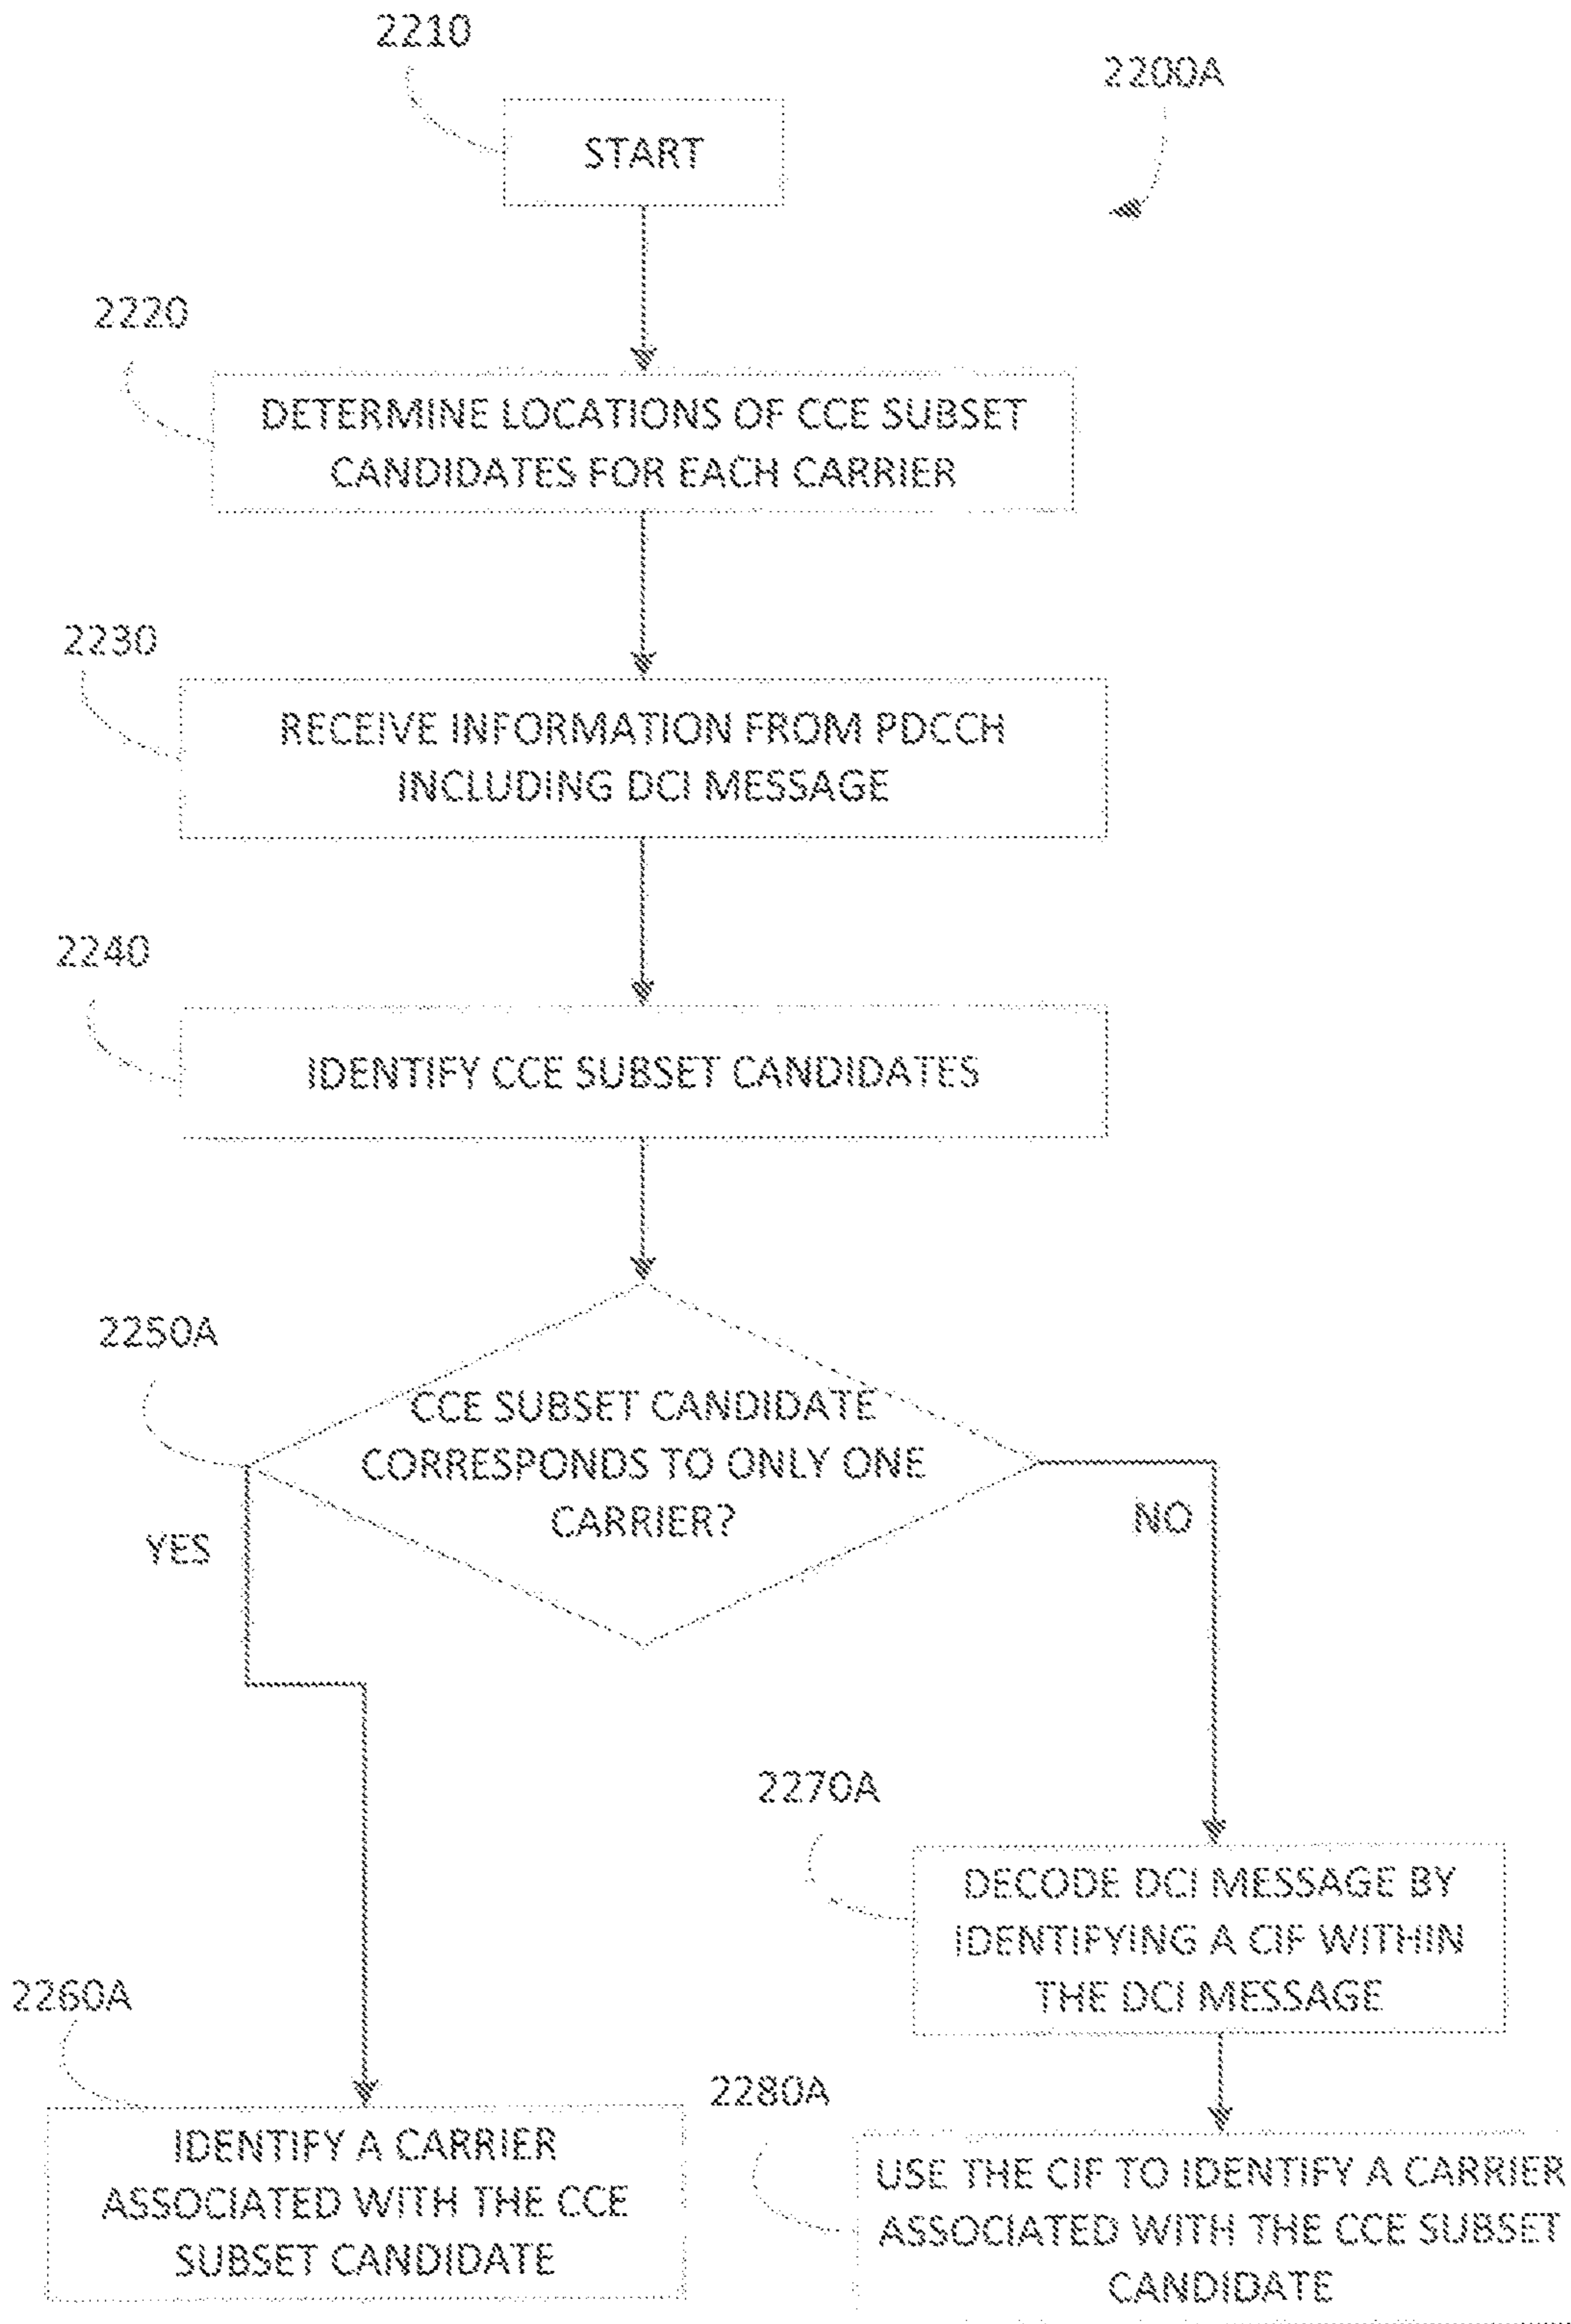 2210
2200A
START
2220
DETERMINE LOCATIONS OF CCE SUBSET
CANDIDATES FOR EACH CARRIER
2230
RECEIVE INFORMATION FROM PDCCH
INCLUDING DCI MESSAGE
2240
IDENTIFY CCE SUBSET CANDIDATES
2250A
CCE SUBSET CANDIDATE
CORRESPONDS TO ONLY ONE
CARRIER?
YES
NO
2270A
DECODE DCI MESSAGE BY
IDENTIFYING A CIF WITHIN
THE DCI MESSAGE
2260A
IDENTIFY A CARRIER
ASSOCIATED WITH THE CCE
SUBSET CANDIDATE
2280A
USE THE CIF TO IDENTIFY A CARRIER
ASSOCIATED WITH THE CCE SUBSET
CANDIDATE